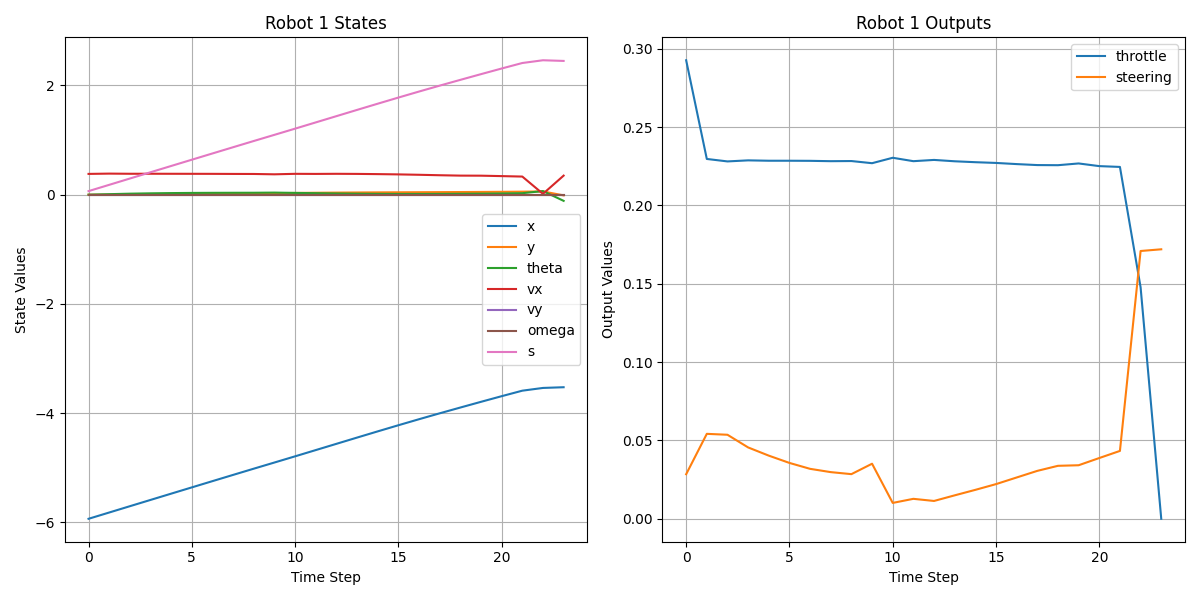 Robot 1 States
State Values
2
0
−2
−4
−6
x
y
theta
vx
vy
omega
s
0
5
10
15
20
Time Step
Robot 1 Outputs
Output Values
0.30
0.25
0.20
0.15
0.10
0.05
0.00
throttle
steering
0
5
10
15
20
Time Step